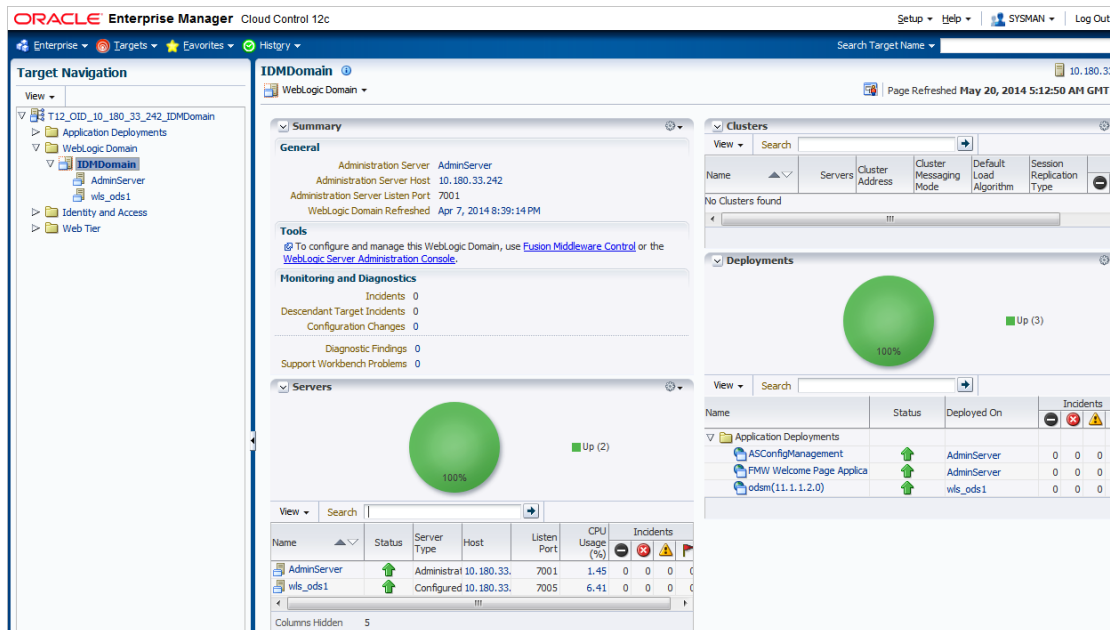 ORACLE Enterprise Manager Cloud Control 12c
Setup Help SYSMAN Log Out
Enterprise Targets Favorites History
Search Target Name
Target Navigation
View
T12_OID_10_180_33_242_IDMDomain
Application Deployments
WebLogic Domain
IDMDomain
AdminServer
wls_ods1
Identity and Access
Web Tier
IDMDomain
WebLogic Domain
10.180.33
Page Refreshed May 20, 2014 5:12:50 AM GMT
Summary
General
Administration Server AdminServer
Administration Server Host 10.180.33.242
Administration Server Listen Port 7001
WebLogic Domain Refreshed Apr 7, 2014 8:39:14 PM
Tools
To configure and manage this WebLogic Domain, use Fusion Middleware Control or the
WebLogic Server Administration Console.
Monitoring and Diagnostics
Incidents 0
Descendant Target Incidents 0
Configuration Changes 0
Diagnostic Findings 0
Support Workbench Problems 0
Servers
100%
Up (2)
View Search
Name Status Server Type Host Listen Port CPU Usage (%) Incidents
AdminServer Administrat 10.180.33. 7001 1.45 0 0 0 0
wls_ods1 Configured 10.180.33. 7005 6.41 0 0 0 0
Columns Hidden 5
Clusters
View Search
Name Servers Cluster Address Cluster Messaging Mode Default Load Algorithm Session Replication Type
No Clusters found
Deployments
100%
Up (3)
View Search
Name Status Deployed On Incidents
Application Deployments
ASConfigManagement AdminServer 0 0 0
FMW Welcome Page Applica AdminServer 0 0 0
odsm(11.1.1.2.0) wls_ods1 0 0 0